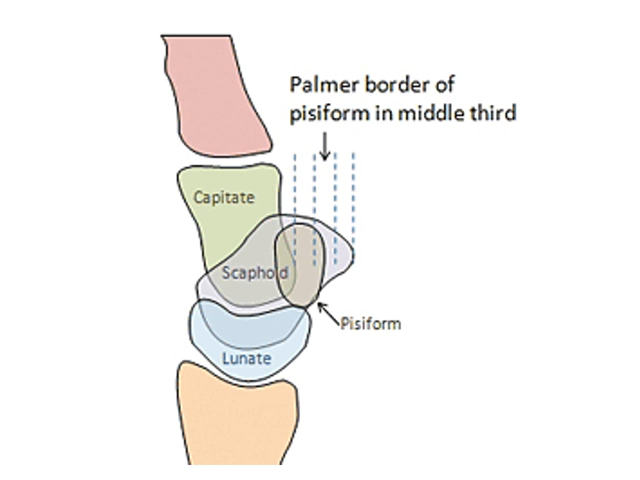 Palmer border of
pisiform in middle third
Capitate
Scaphoid
Pisiform
Lunate